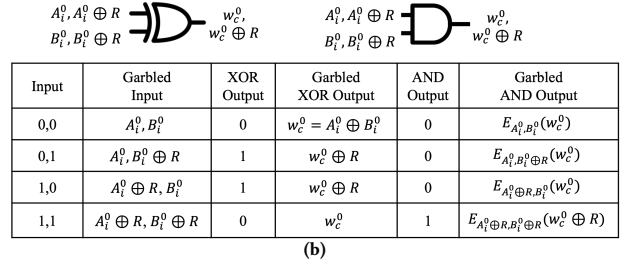 A_i^0, A_i^0 ⊕ R
B_i^0, B_i^0 ⊕ R
w_c^0,
w_c^0 ⊕ R
A_i^0, A_i^0 ⊕ R
B_i^0, B_i^0 ⊕ R
w_c^0,
w_c^0 ⊕ R
Input | Garbled Input | XOR Output | Garbled XOR Output | AND Output | Garbled AND Output
0,0 | A_i^0, B_i^0 | 0 | w_c^0 = A_i^0 ⊕ B_i^0 | 0 | E_{A_i^0,B_i^0}(w_c^0)
0,1 | A_i^0, B_i^0 ⊕ R | 1 | w_c^0 ⊕ R | 0 | E_{A_i^0,B_i^0⊕R}(w_c^0)
1,0 | A_i^0 ⊕ R, B_i^0 | 1 | w_c^0 ⊕ R | 0 | E_{A_i^0⊕R,B_i^0}(w_c^0)
1,1 | A_i^0 ⊕ R, B_i^0 ⊕ R | 0 | w_c^0 | 1 | E_{A_i^0⊕R,B_i^0⊕R}(w_c^0 ⊕ R)
(b)